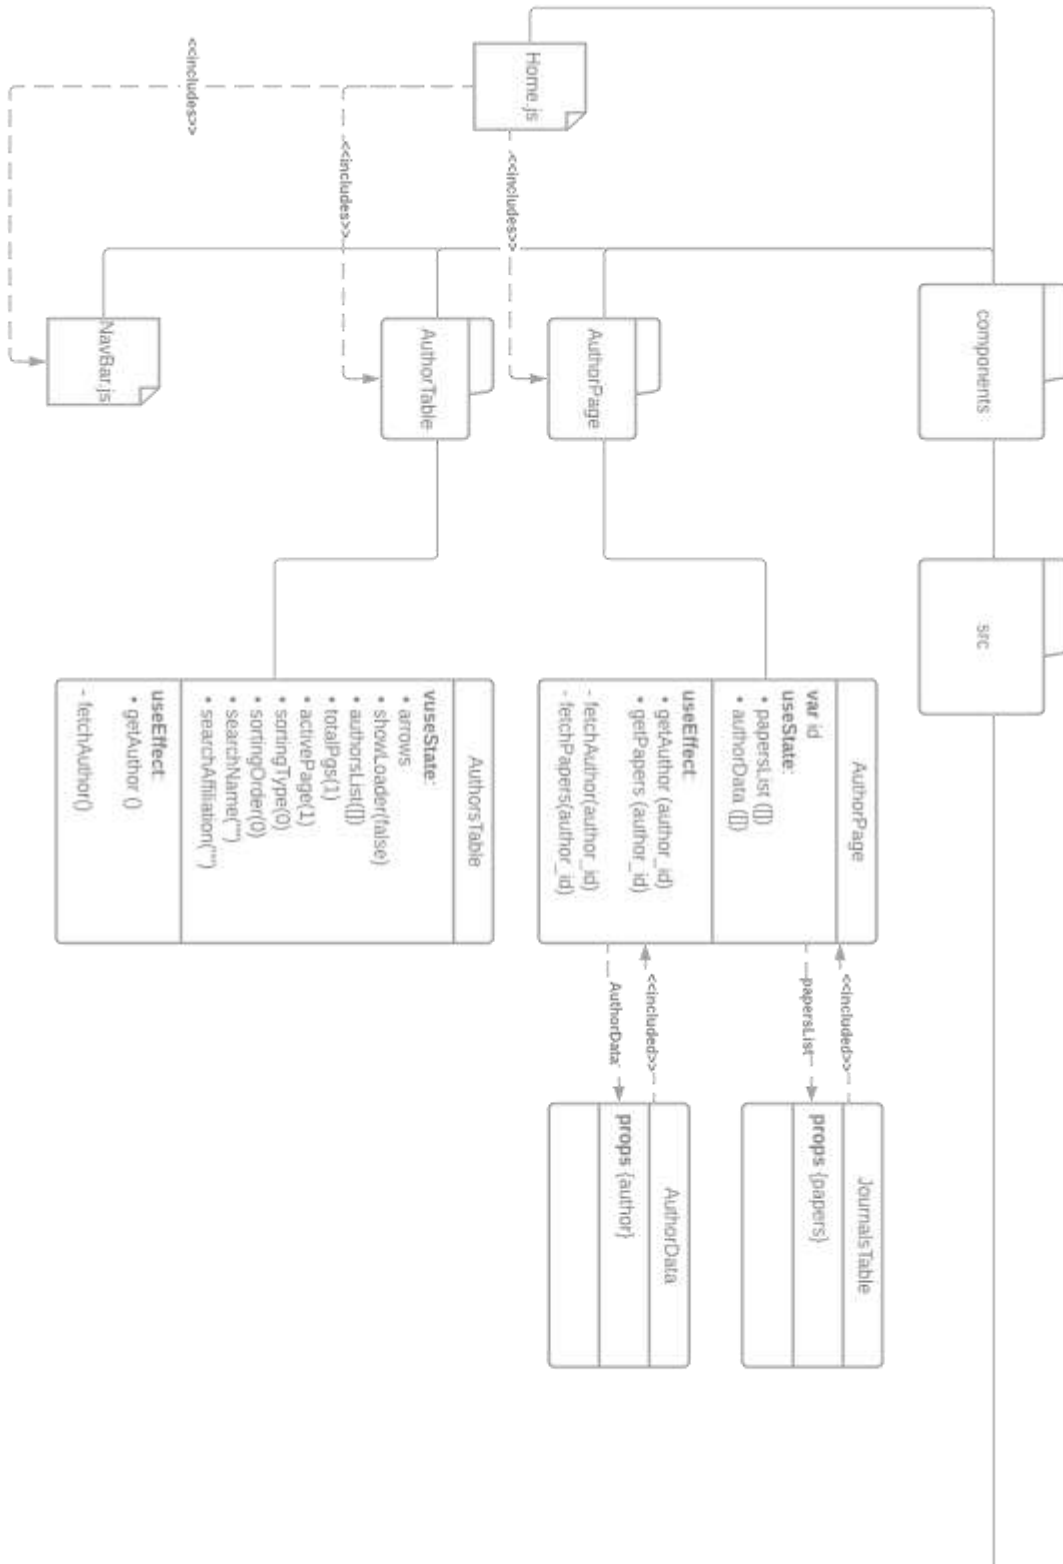 components
src
Home.js
<<includes>>
<<includes>>
<<includes>>
AuthorPage
AuthorTable
NavBar.js
AuthorPage
var id
useState:
• papersList ([])
• authorData ([])
• getAuthor (author_id)
• getPapers (author_id)
useEffect:
- fetchAuthor(author_id)
- fetchPapers(author_id)
<<included>>
papersList
<<included>>
AuthorData
JournalsTable
props {papers}
AuthorData
props {author}
AuthorsTable
vuseState:
• arrows
• showLoader(false)
• authorsList([])
• totalPgs(1)
• activePage(1)
• sortingType(0)
• sortingOrder(0)
• searchName("")
• searchAffiliation("")
useEffect:
• getAuthor ()
- fetchAuthor()